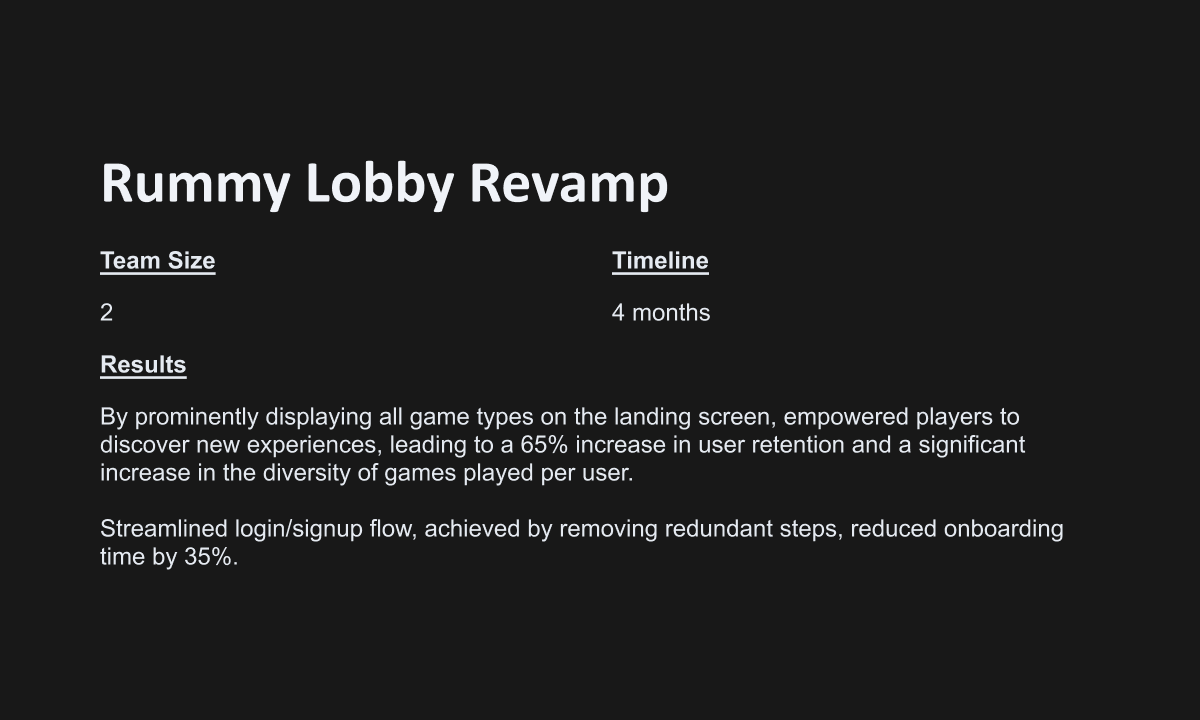 Rummy Lobby Revamp
Team Size
Timeline
2
4 months
Results
By prominently displaying all game types on the landing screen, empowered players to
discover new experiences, leading to a 65% increase in user retention and a significant
increase in the diversity of games played per user.
Streamlined login/signup flow, achieved by removing redundant steps, reduced onboarding
time by 35%.